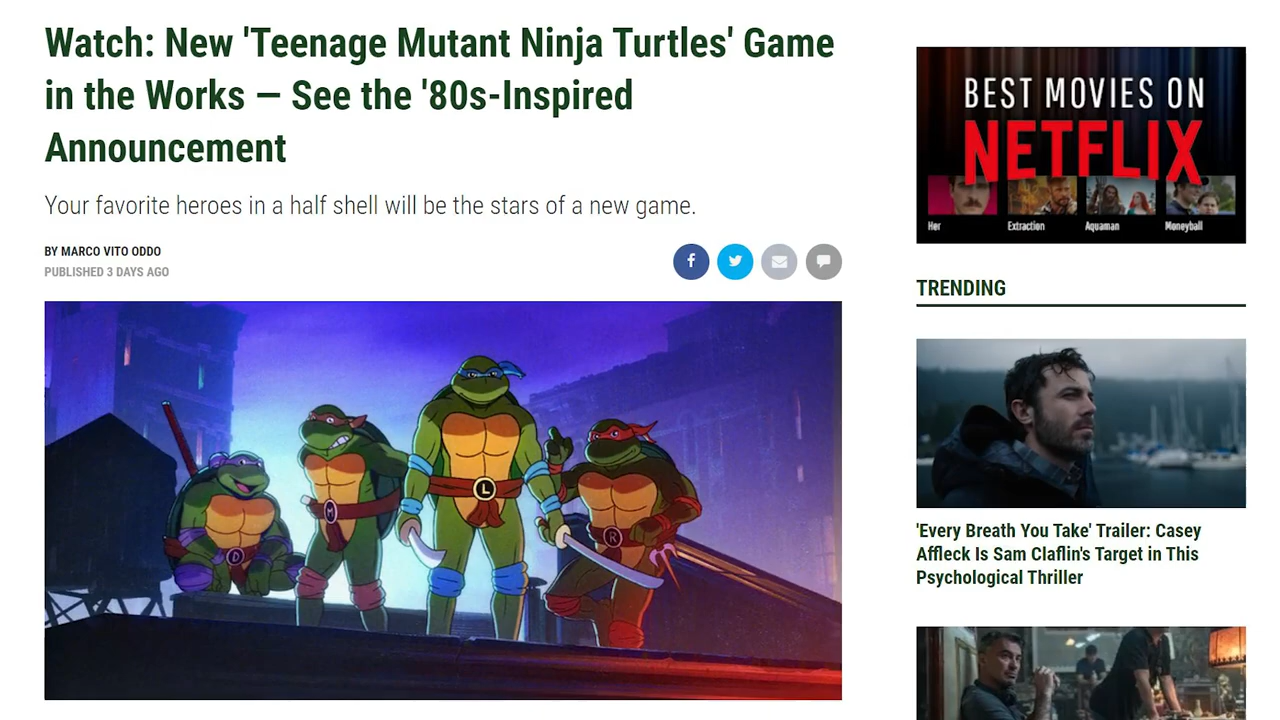 Watch: New 'Teenage Mutant Ninja Turtles' Game
in the Works — See the '80s-Inspired
Announcement
Your favorite heroes in a half shell will be the stars of a new game.
BY MARCO VITO ODDO
PUBLISHED 3 DAYS AGO
D
M
L
R
BEST MOVIES ON
NETFLIX
Her
Extraction
Aquaman
Moneyball
TRENDING
'Every Breath You Take' Trailer: Casey
Affleck Is Sam Claflin's Target in This
Psychological Thriller